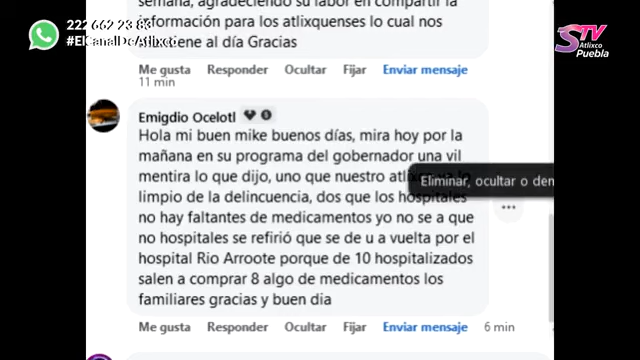 semana, agradeciendo su labor en compartir la
información para los atlixquenses lo cual nos
tiene al día Gracias
Me gusta Responder Ocultar Fijar Enviar mensaje
11 min
222 662 23 83
#ElCanalDeAtlixco
STV
Atlixco
Puebla
Emigdio Ocelotl
Hola mi buen mike buenos días, mira hoy por la
mañana en su programa del gobernador una vil
mentira lo que dijo, uno que nuestro atlixco ya lo
limpio de la delincuencia, dos que los hospitales
no hay faltantes de medicamentos yo no se a que
no hospitales se refirió que se de u a vuelta por el
hospital Rio Arroote porque de 10 hospitalizados
salen a comprar 8 algo de medicamentos los
familiares gracias y buen dia
Eliminar, ocultar o den
Me gusta Responder Ocultar Fijar Enviar mensaje 6 min